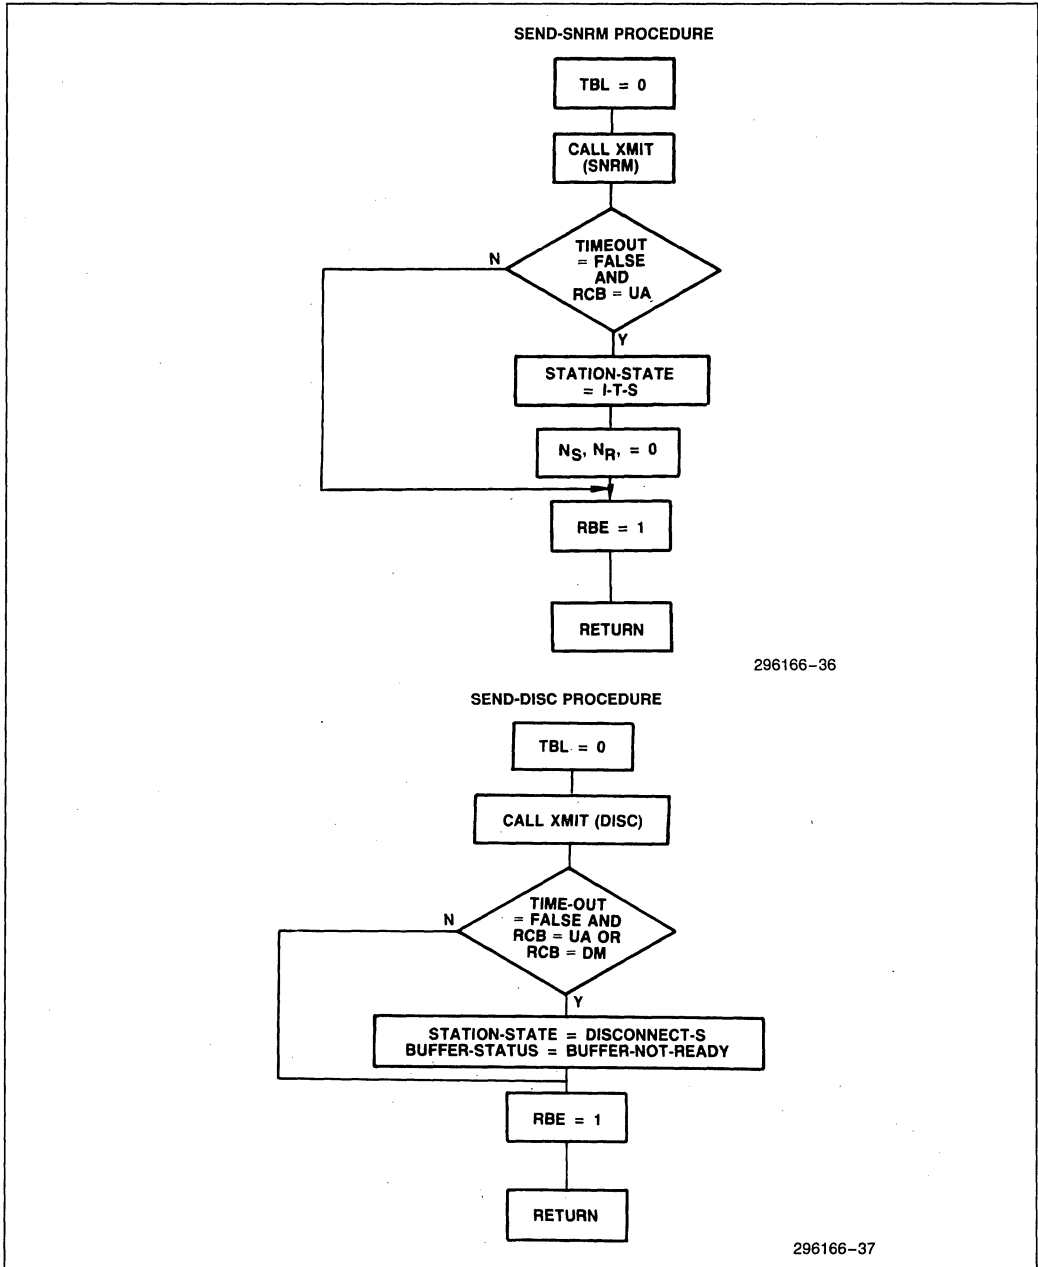 SEND-SNRM PROCEDURE
TBL = 0
CALL XMIT
(SNRM)
TIMEOUT
= FALSE
AND
RCB = UA
N
Y
STATION-STATE
= I-T-S
NS, NR, = 0
RBE = 1
RETURN
296166-36
SEND-DISC PROCEDURE
TBL = 0
CALL XMIT (DISC)
TIME-OUT
= FALSE AND
RCB = UA OR
RCB = DM
N
Y
STATION-STATE = DISCONNECT-S
BUFFER-STATUS = BUFFER-NOT-READY
RBE = 1
RETURN
296166-37